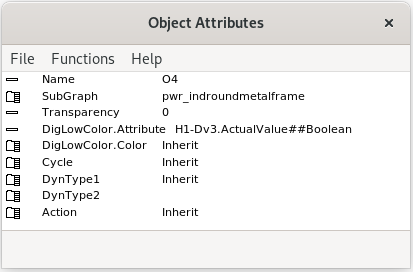 Object Attributes
File Functions Help
Name O4
SubGraph pwr_indroundmetalframe
Transparency 0
DigLowColor.Attribute H1-Dv3.ActualValue##Boolean
DigLowColor.Color Inherit
Cycle Inherit
DynType1 Inherit
DynType2
Action Inherit